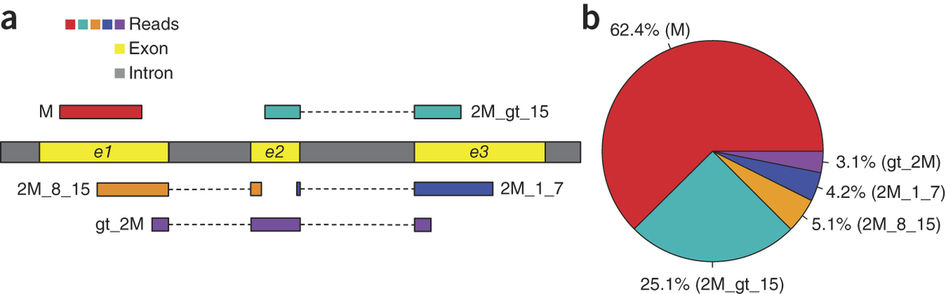 a
Reads
Exon
Intron
M
2M_gt_15
e1
e2
e3
2M_8_15
2M_1_7
gt_2M
b
62.4% (M)
3.1% (gt_2M)
4.2% (2M_1_7)
5.1% (2M_8_15)
25.1% (2M_gt_15)